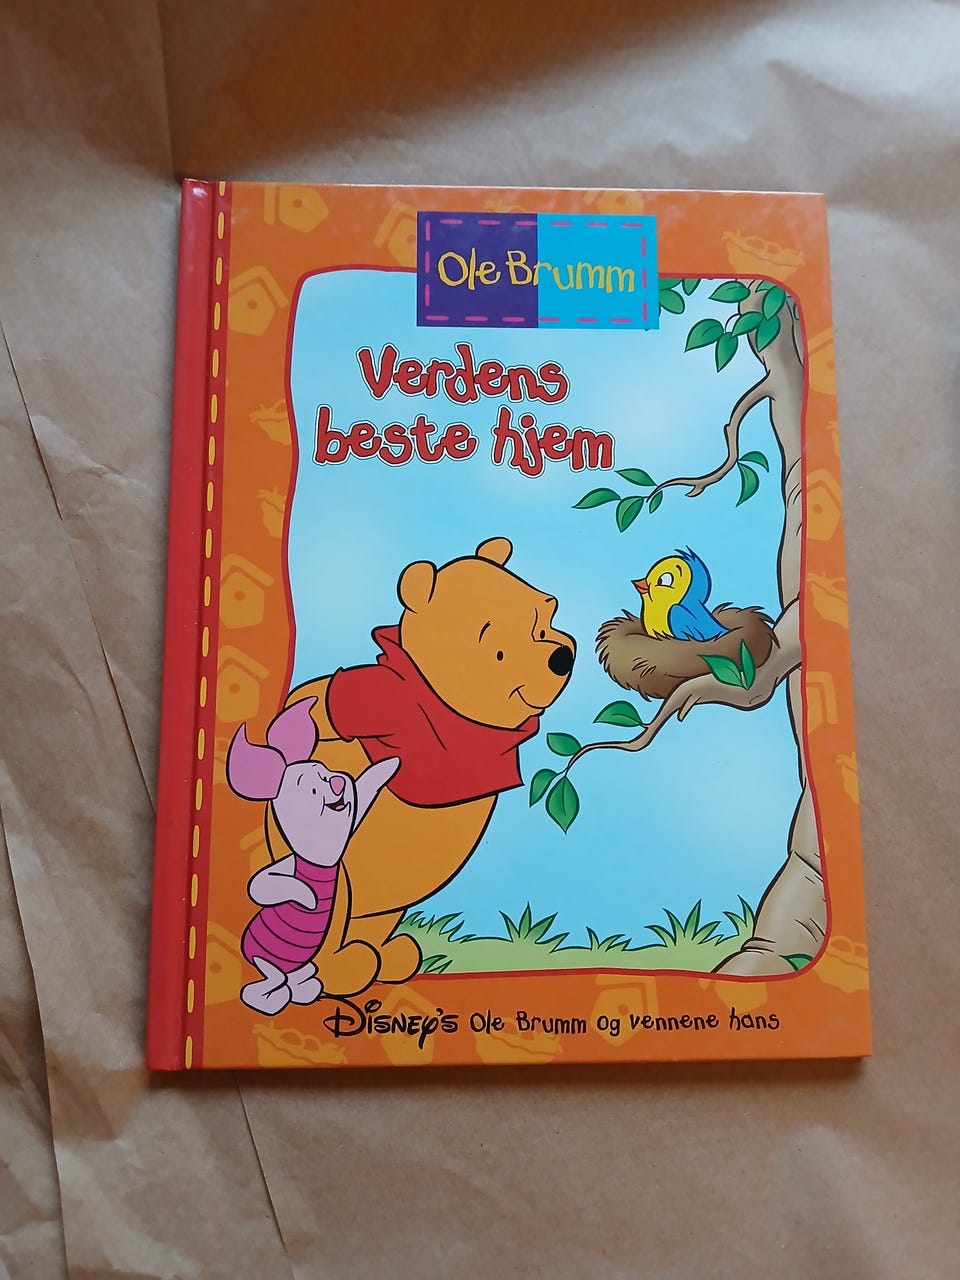 Ole Brumm
Verdens
beste hjem
Disney's Ole Brumm og vennene hans